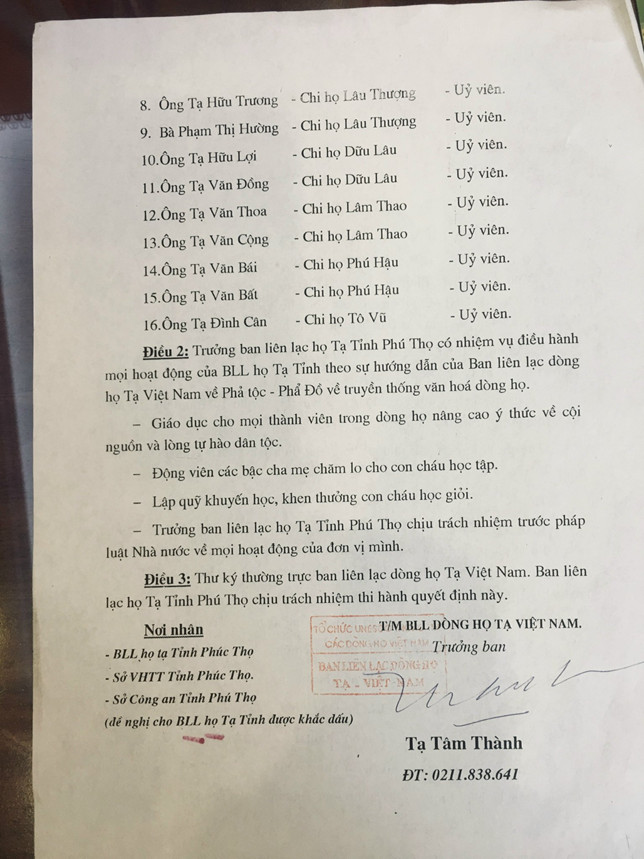 8. Ông Tạ Hữu Trương - Chi họ Lâu Thượng - Uỷ viên.
9. Bà Phạm Thị Hường - Chi họ Lâu Thượng - Uỷ viên.
10.Ông Tạ Hữu Lợi - Chi họ Dữu Lâu - Uỷ viên.
11.Ông Tạ Văn Đồng - Chi họ Dữu Lâu - Uỷ viên.
12.Ông Tạ Văn Thoa - Chi họ Lâm Thao - Uỷ viên.
13.Ông Tạ Văn Cộng - Chi họ Lâm Thao - Uỷ viên.
14.Ông Tạ Văn Bái - Chi họ Phú Hậu - Uỷ viên.
15.Ông Tạ Văn Bất - Chi họ Phú Hậu - Uỷ viên.
16.Ông Tạ Đình Cân - Chi họ Tô Vũ - Uỷ viên.
Điều 2: Trưởng ban liên lạc họ Tạ Tỉnh Phú Thọ có nhiệm vụ điều hành
mọi hoạt động của BLL họ Tạ Tỉnh theo sự hướng dẫn của Ban liên lạc dòng
họ Tạ Việt Nam về Phả tộc - Phẩ Đồ về truyền thống văn hoá dòng họ.
– Giáo dục cho mọi thành viên trong dòng họ nâng cao ý thức về cội
nguồn và lòng tự hào dân tộc.
– Động viên các bậc cha mẹ chăm lo cho con cháu học tập.
– Lập quỹ khuyến học, khen thưởng con cháu học giỏi.
– Trưởng ban liên lạc họ Tạ Tỉnh Phú Thọ chịu trách nhiệm trước pháp
luật Nhà nước về mọi hoạt động của đơn vị mình.
Điều 3: Thư ký thường trực ban liên lạc dòng họ Tạ Việt Nam. Ban liên
lạc họ Tạ Tỉnh Phú Thọ chịu trách nhiệm thi hành quyết định này.
Nơi nhân
- BLL họ tạ Tỉnh Phúc Thọ
- Sở VHTT Tỉnh Phúc Thọ.
- Sở Công an Tỉnh Phú Thọ
(đề nghị cho BLL họ Tạ Tỉnh được khắc dấu)
T/M BLL DÒNG HỌ TẠ VIỆT NAM.
Trưởng ban
TỔ CHỨC UNES
CÁC DÒNG HỌ VIỆT NAM
BAN LIÊN LẠC DÒNG HỌ
TẠ - VIỆT NAM
Tạ Tâm Thành
ĐT: 0211.838.641